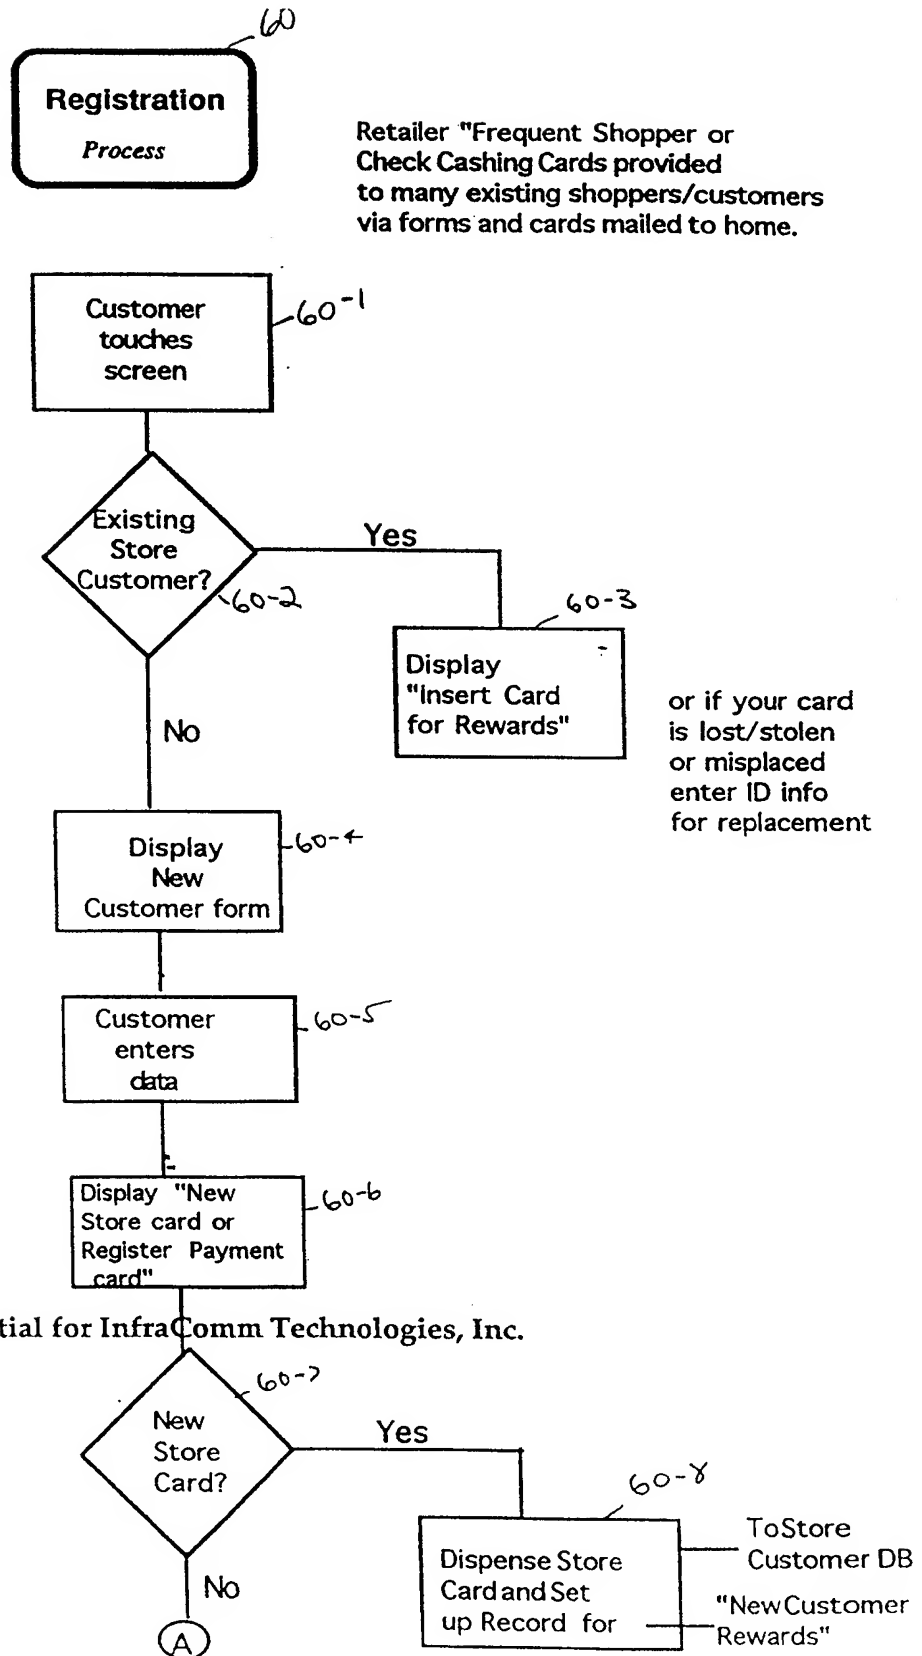 60
Registration
Process
Retailer "Frequent Shopper or
Check Cashing Cards provided
to many existing shoppers/customers
via forms and cards mailed to home.
Customer
touches
screen
60-1
Existing
Store
Customer?
60-2
Yes
60-3
Display
"Insert Card
for Rewards"
or if your card
is lost/stolen
or misplaced
enter ID info
for replacement
No
Display
New
Customer form
60-4
Customer
enters
data
60-5
Display "New
Store card or
Register Payment
card"
60-6
tial for InfraComm Technologies, Inc.
60-7
New
Store
Card?
Yes
60-8
Dispense Store
Card and Set
up Record for
To Store
Customer DB
"New Customer
Rewards"
No
A